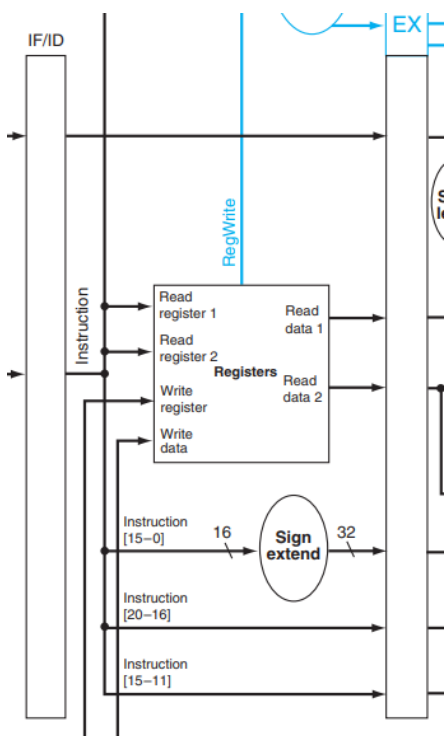 EX
IF/ID
S
le
RegWrite
Instruction
Read
register 1
Read
data 1
Read
register 2
Registers
Read
data 2
Write
register
Write
data
Instruction
[15–0]
16
Sign
extend
32
Instruction
[20–16]
Instruction
[15–11]